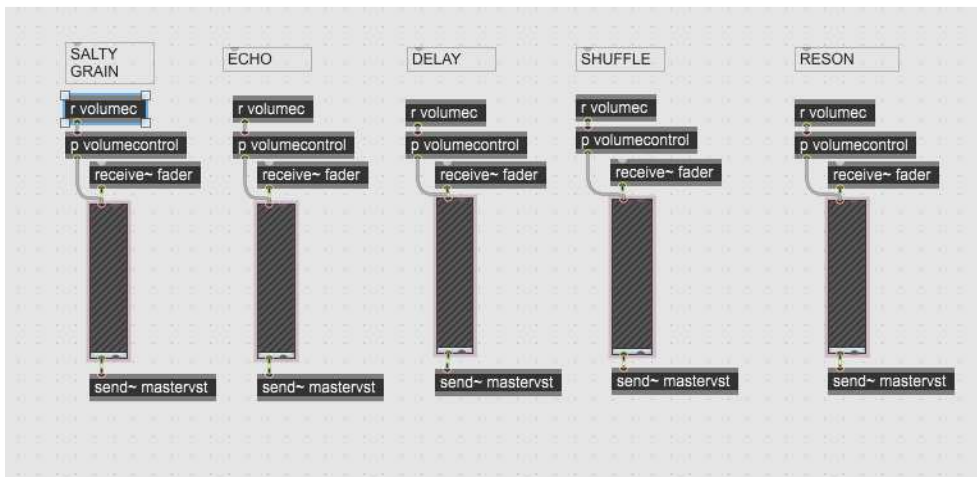 SALTY
GRAIN
ECHO
DELAY
SHUFFLE
RESON
r volumec
r volumec
r volumec
r volumec
r volumec
p volumecontrol
p volumecontrol
p volumecontrol
p volumecontrol
p volumecontrol
receive~ fader
receive~ fader
receive~ fader
receive~ fader
receive~ fader
send~ mastervst
send~ mastervst
send~ mastervst
send~ mastervst
send~ mastervst